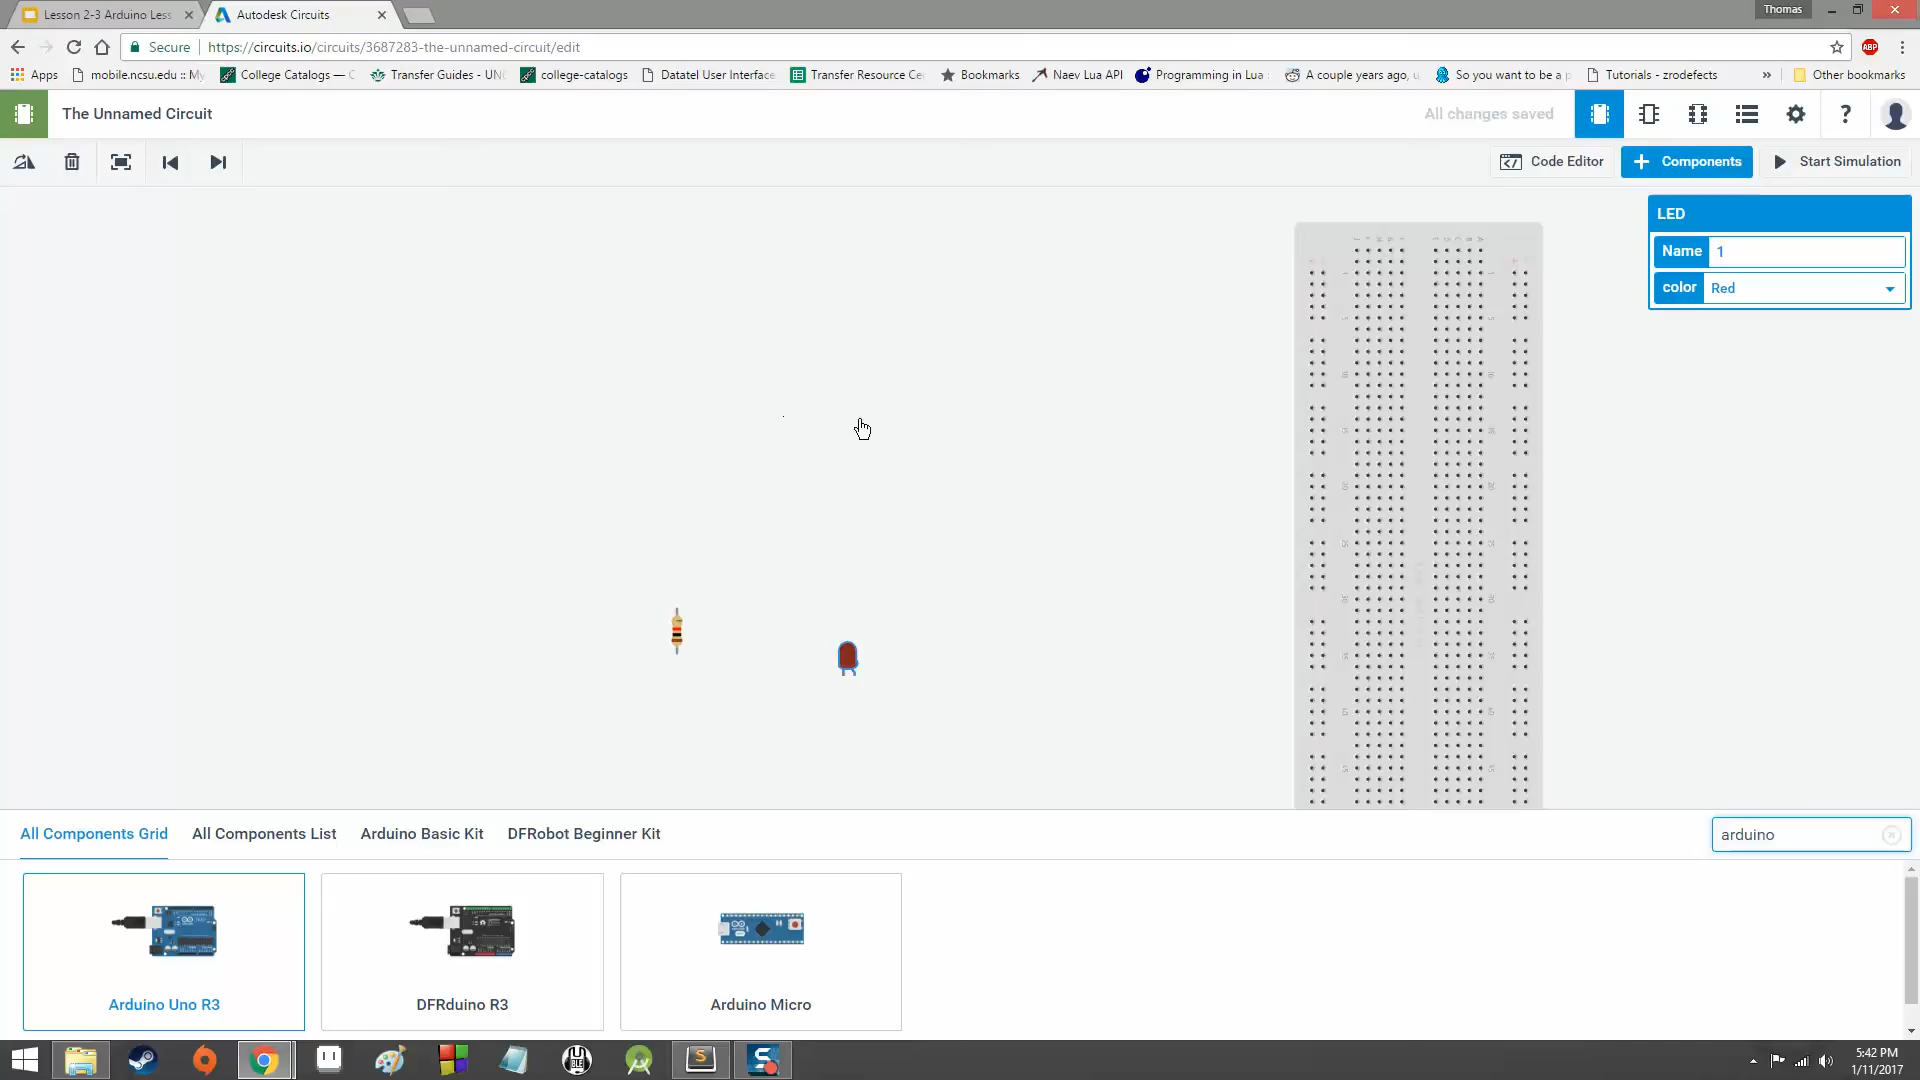 Lesson 2-3 Arduino Less
Autodesk Circuits
Thomas
Secure
https://circuits.io/circuits/3687283-the-unnamed-circuit/edit
ABP
Apps
mobile.ncsu.edu :: My
College Catalogs — C
Transfer Guides - UN
college-catalogs
Datatel User Interface
Transfer Resource Ce
Bookmarks
Naev Lua API
Programming in Lua
A couple years ago, u
So you want to be a p
Tutorials - zrodefects
»
Other bookmarks
The Unnamed Circuit
All changes saved
?
Code Editor
+ Components
Start Simulation
LED
Name 1
color Red
All Components Grid
All Components List
Arduino Basic Kit
DFRobot Beginner Kit
arduino
Arduino Uno R3
DFRduino R3
Arduino Micro
5:42 PM
1/11/2017